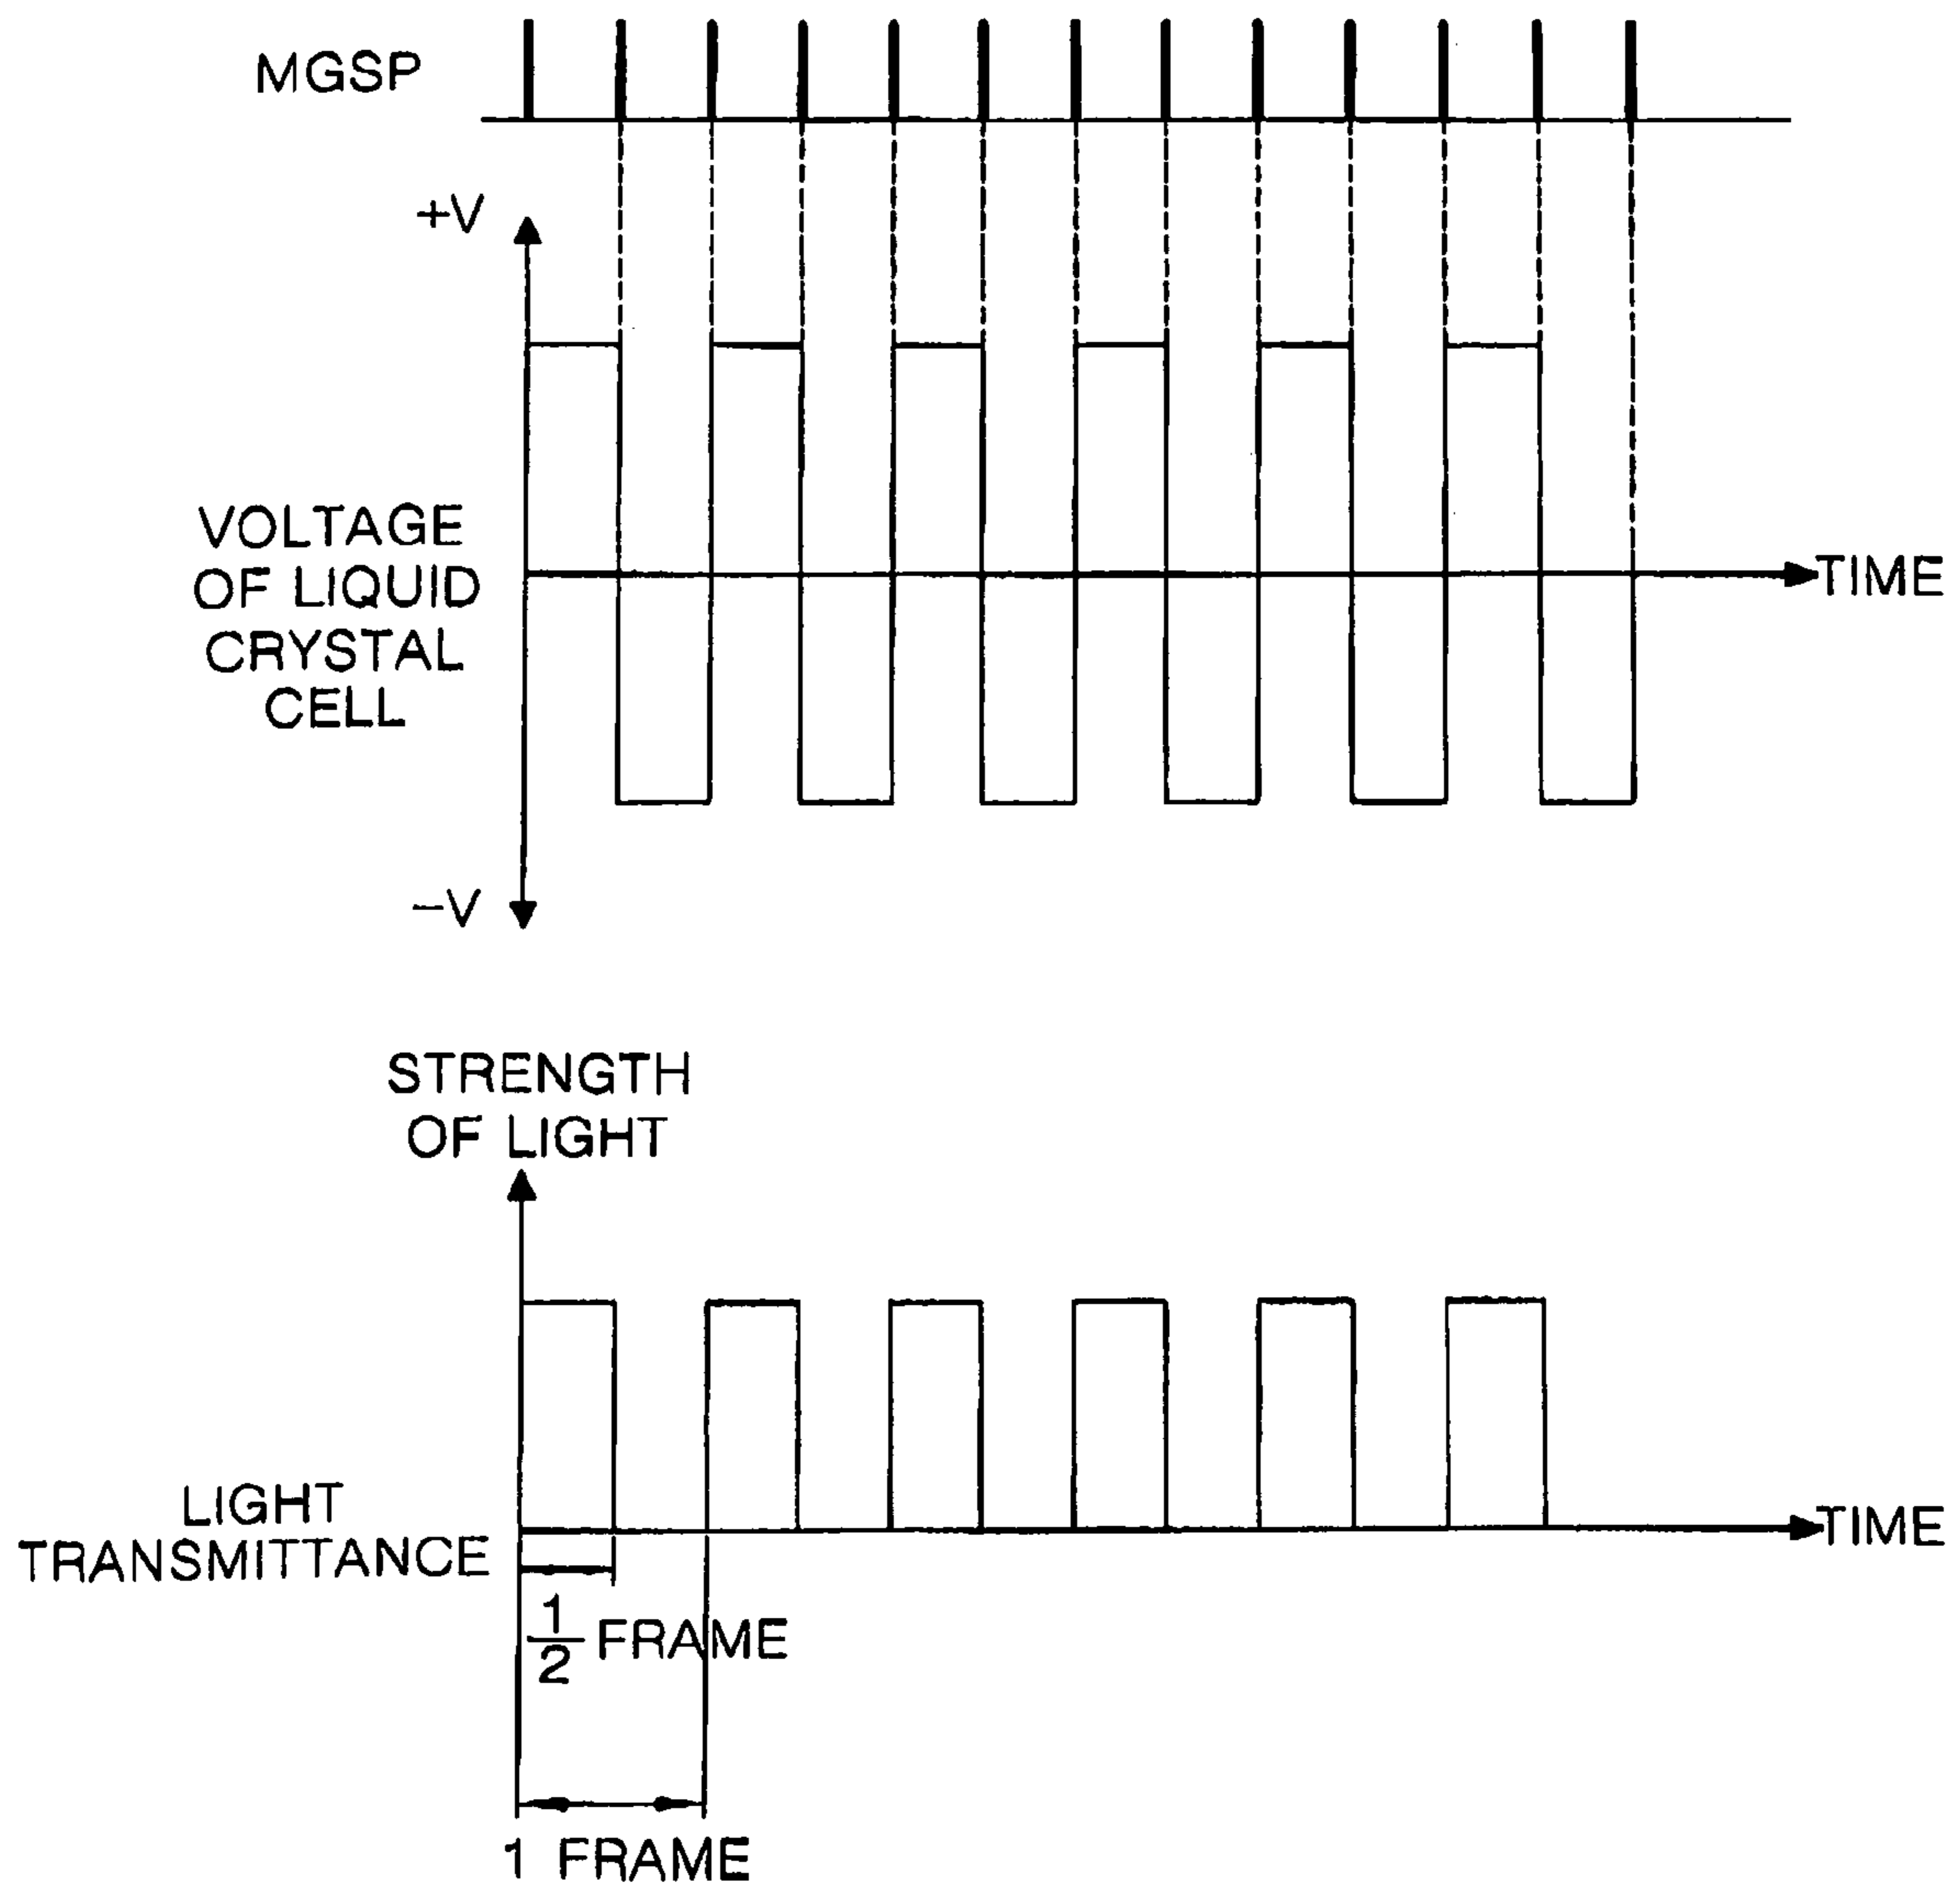 MGSP
+V
VOLTAGE
OF LIQUID
CRYSTAL
CELL
TIME
−V
STRENGTH
OF LIGHT
LIGHT
TRANSMITTANCE
TIME
1/2 FRAME
1 FRAME